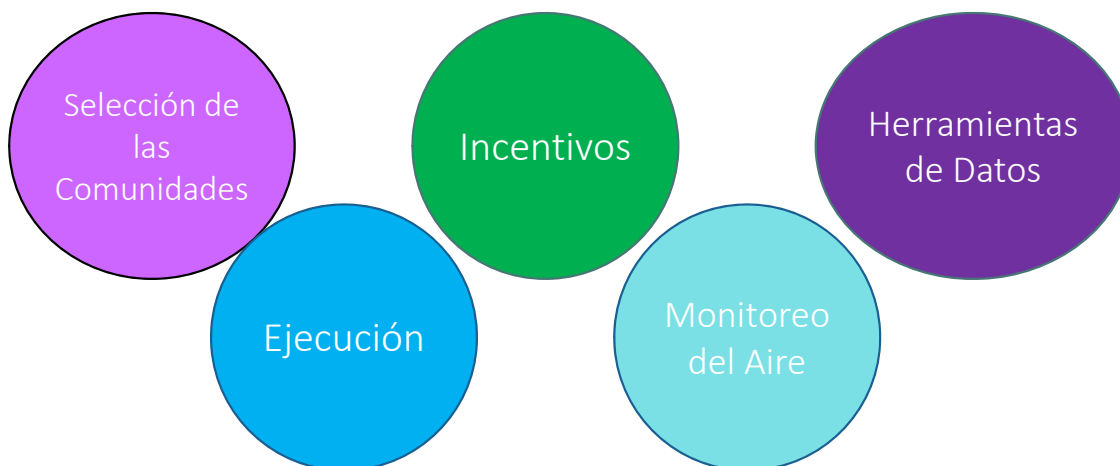 Selección de
las
Comunidades
Incentivos
Herramientas
de Datos
Ejecución
Monitoreo
del Aire